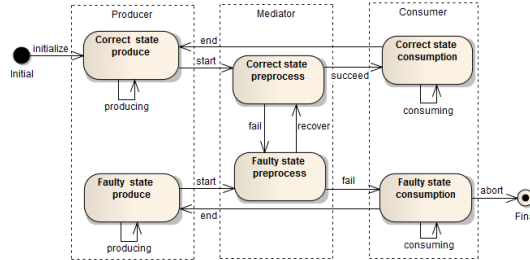 Producer
Mediator
Consumer
initialize
Initial
Correct state
produce
producing
start
end
Correct state
preprocess
succeed
Correct state
consumption
consuming
fail
recover
Faulty state
produce
producing
start
end
Faulty state
preprocess
fail
Faulty state
consumption
consuming
abort
Fina